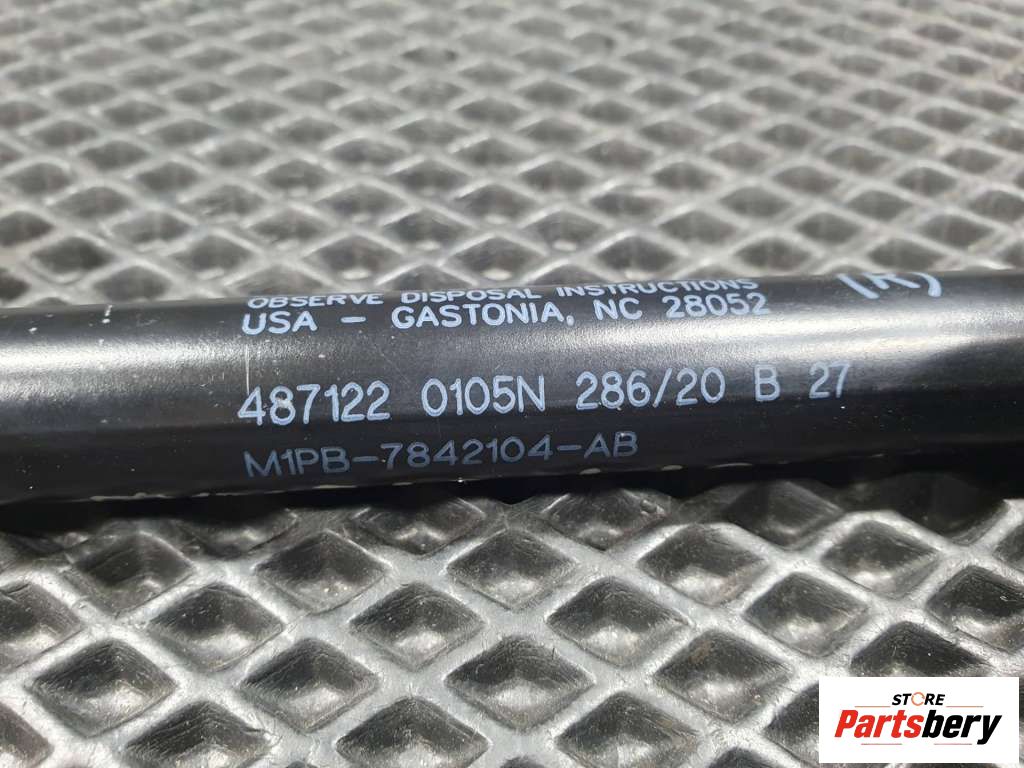 OBSERVE DISPOSAL INSTRUCTIONS
USA - GASTONIA, NC 28052
487122 0105N 286/20 B 27
M1PB-7842104-AB
STORE
Partsbery